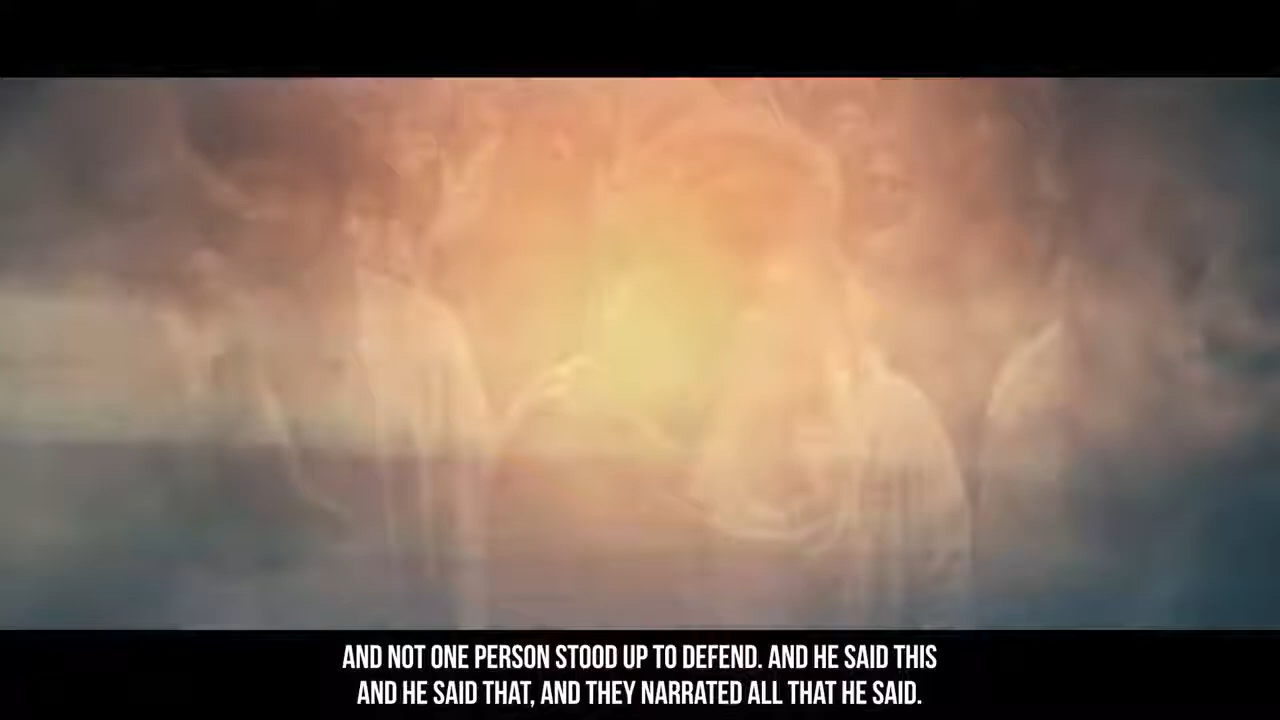 AND NOT ONE PERSON STOOD UP TO DEFEND. AND HE SAID THIS
AND HE SAID THAT, AND THEY NARRATED ALL THAT HE SAID.